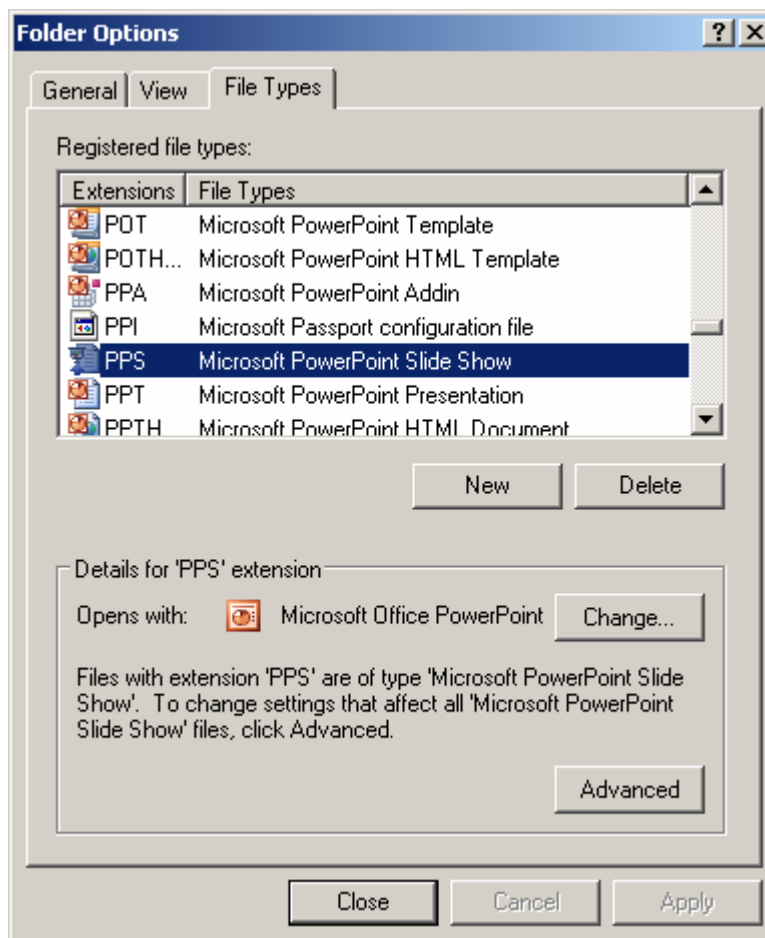 Folder Options
General View File Types
Registered file types:
Extensions File Types
POT Microsoft PowerPoint Template
POTH... Microsoft PowerPoint HTML Template
PPA Microsoft PowerPoint Addin
PPI Microsoft Passport configuration file
PPS Microsoft PowerPoint Slide Show
PPT Microsoft PowerPoint Presentation
PPTH Microsoft PowerPoint HTML Document
New Delete
Details for 'PPS' extension
Opens with: Microsoft Office PowerPoint Change...
Files with extension 'PPS' are of type 'Microsoft PowerPoint Slide
Show'. To change settings that affect all 'Microsoft PowerPoint
Slide Show' files, click Advanced.
Advanced
Close Cancel Apply